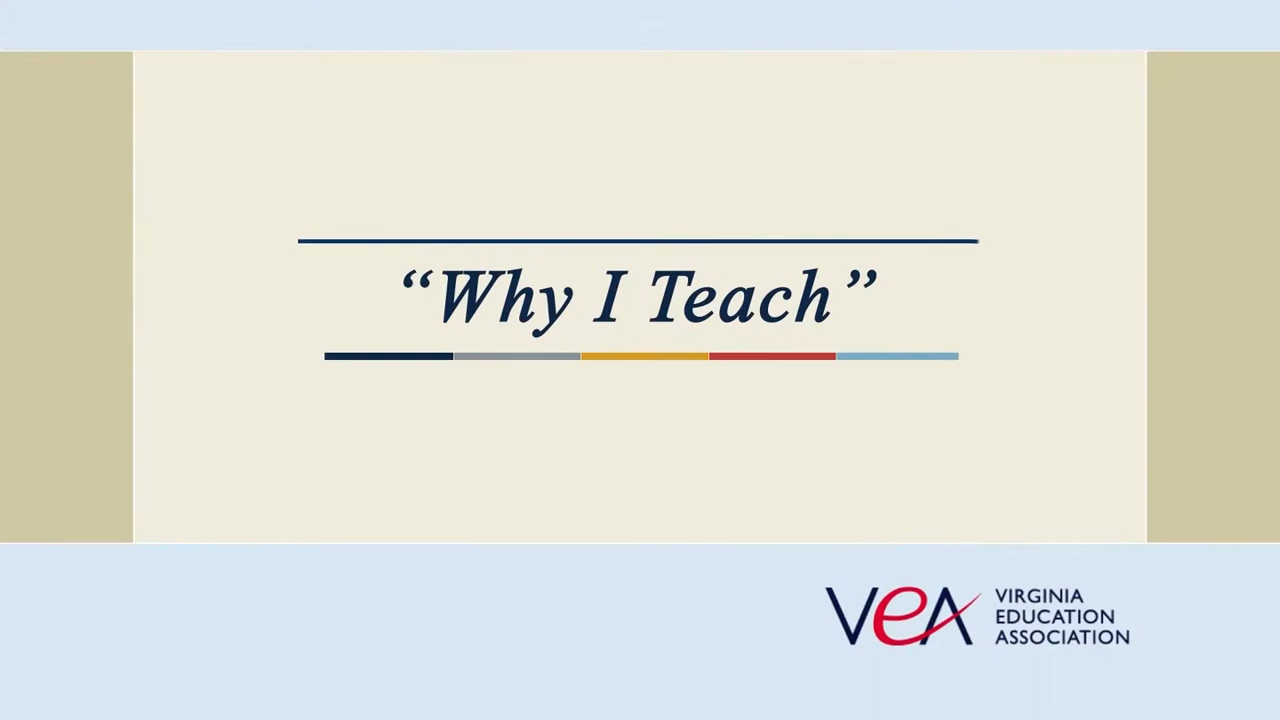 “Why I Teach”
VEA
VIRGINIA
EDUCATION
ASSOCIATION